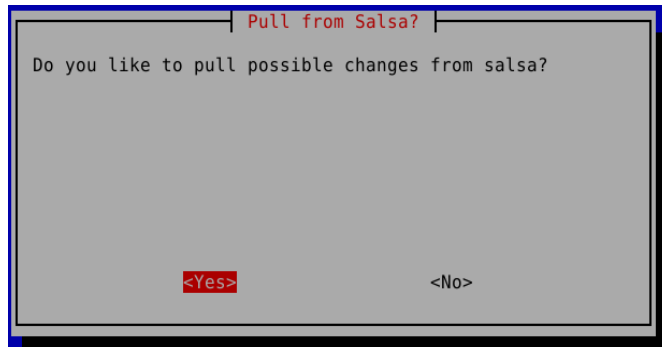 Pull from Salsa?
Do you like to pull possible changes from salsa?
<Yes> <No>